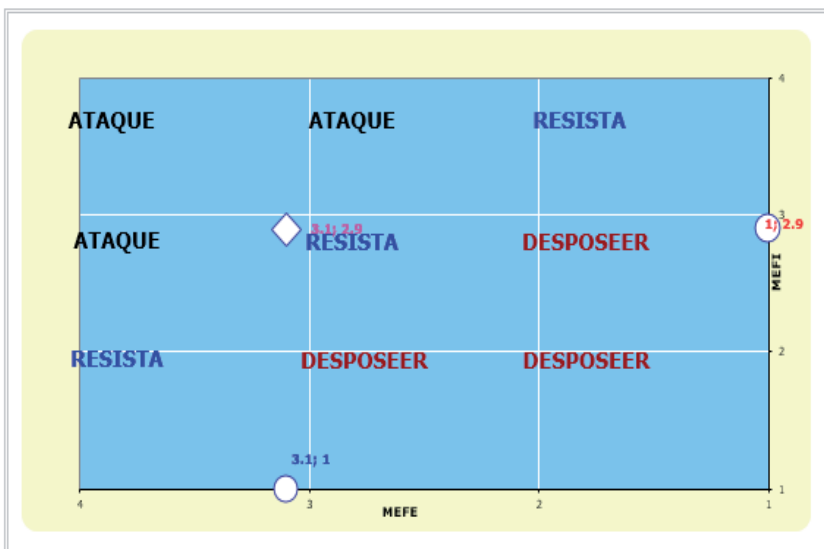 4
ATAQUE ATAQUE RESISTA
3
3.1; 2.9 1; 2.9
ATAQUE RESISTA DESPOSEER
MEFI
2
RESISTA DESPOSEER DESPOSEER
3.1; 1
1
4 3 2 1
MEFE